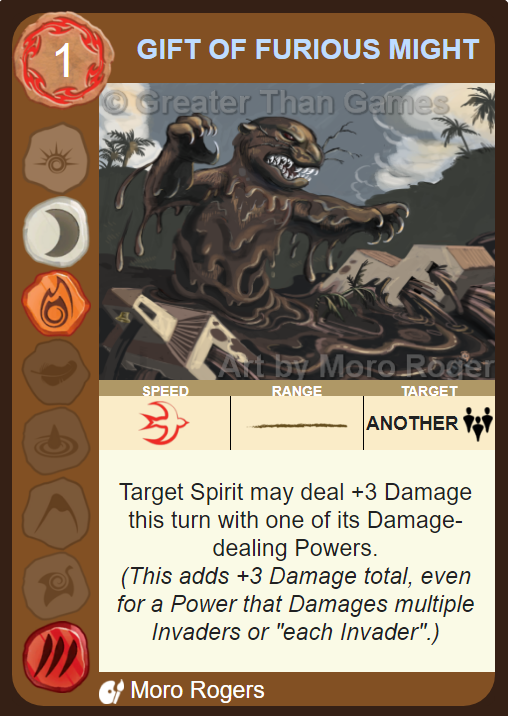 1
GIFT OF FURIOUS MIGHT
© Greater Than Games
Art by Moro Roger
SPEED RANGE TARGET
ANOTHER
Target Spirit may deal +3 Damage
this turn with one of its Damage-
dealing Powers.
(This adds +3 Damage total, even
for a Power that Damages multiple
Invaders or "each Invader".)
Moro Rogers